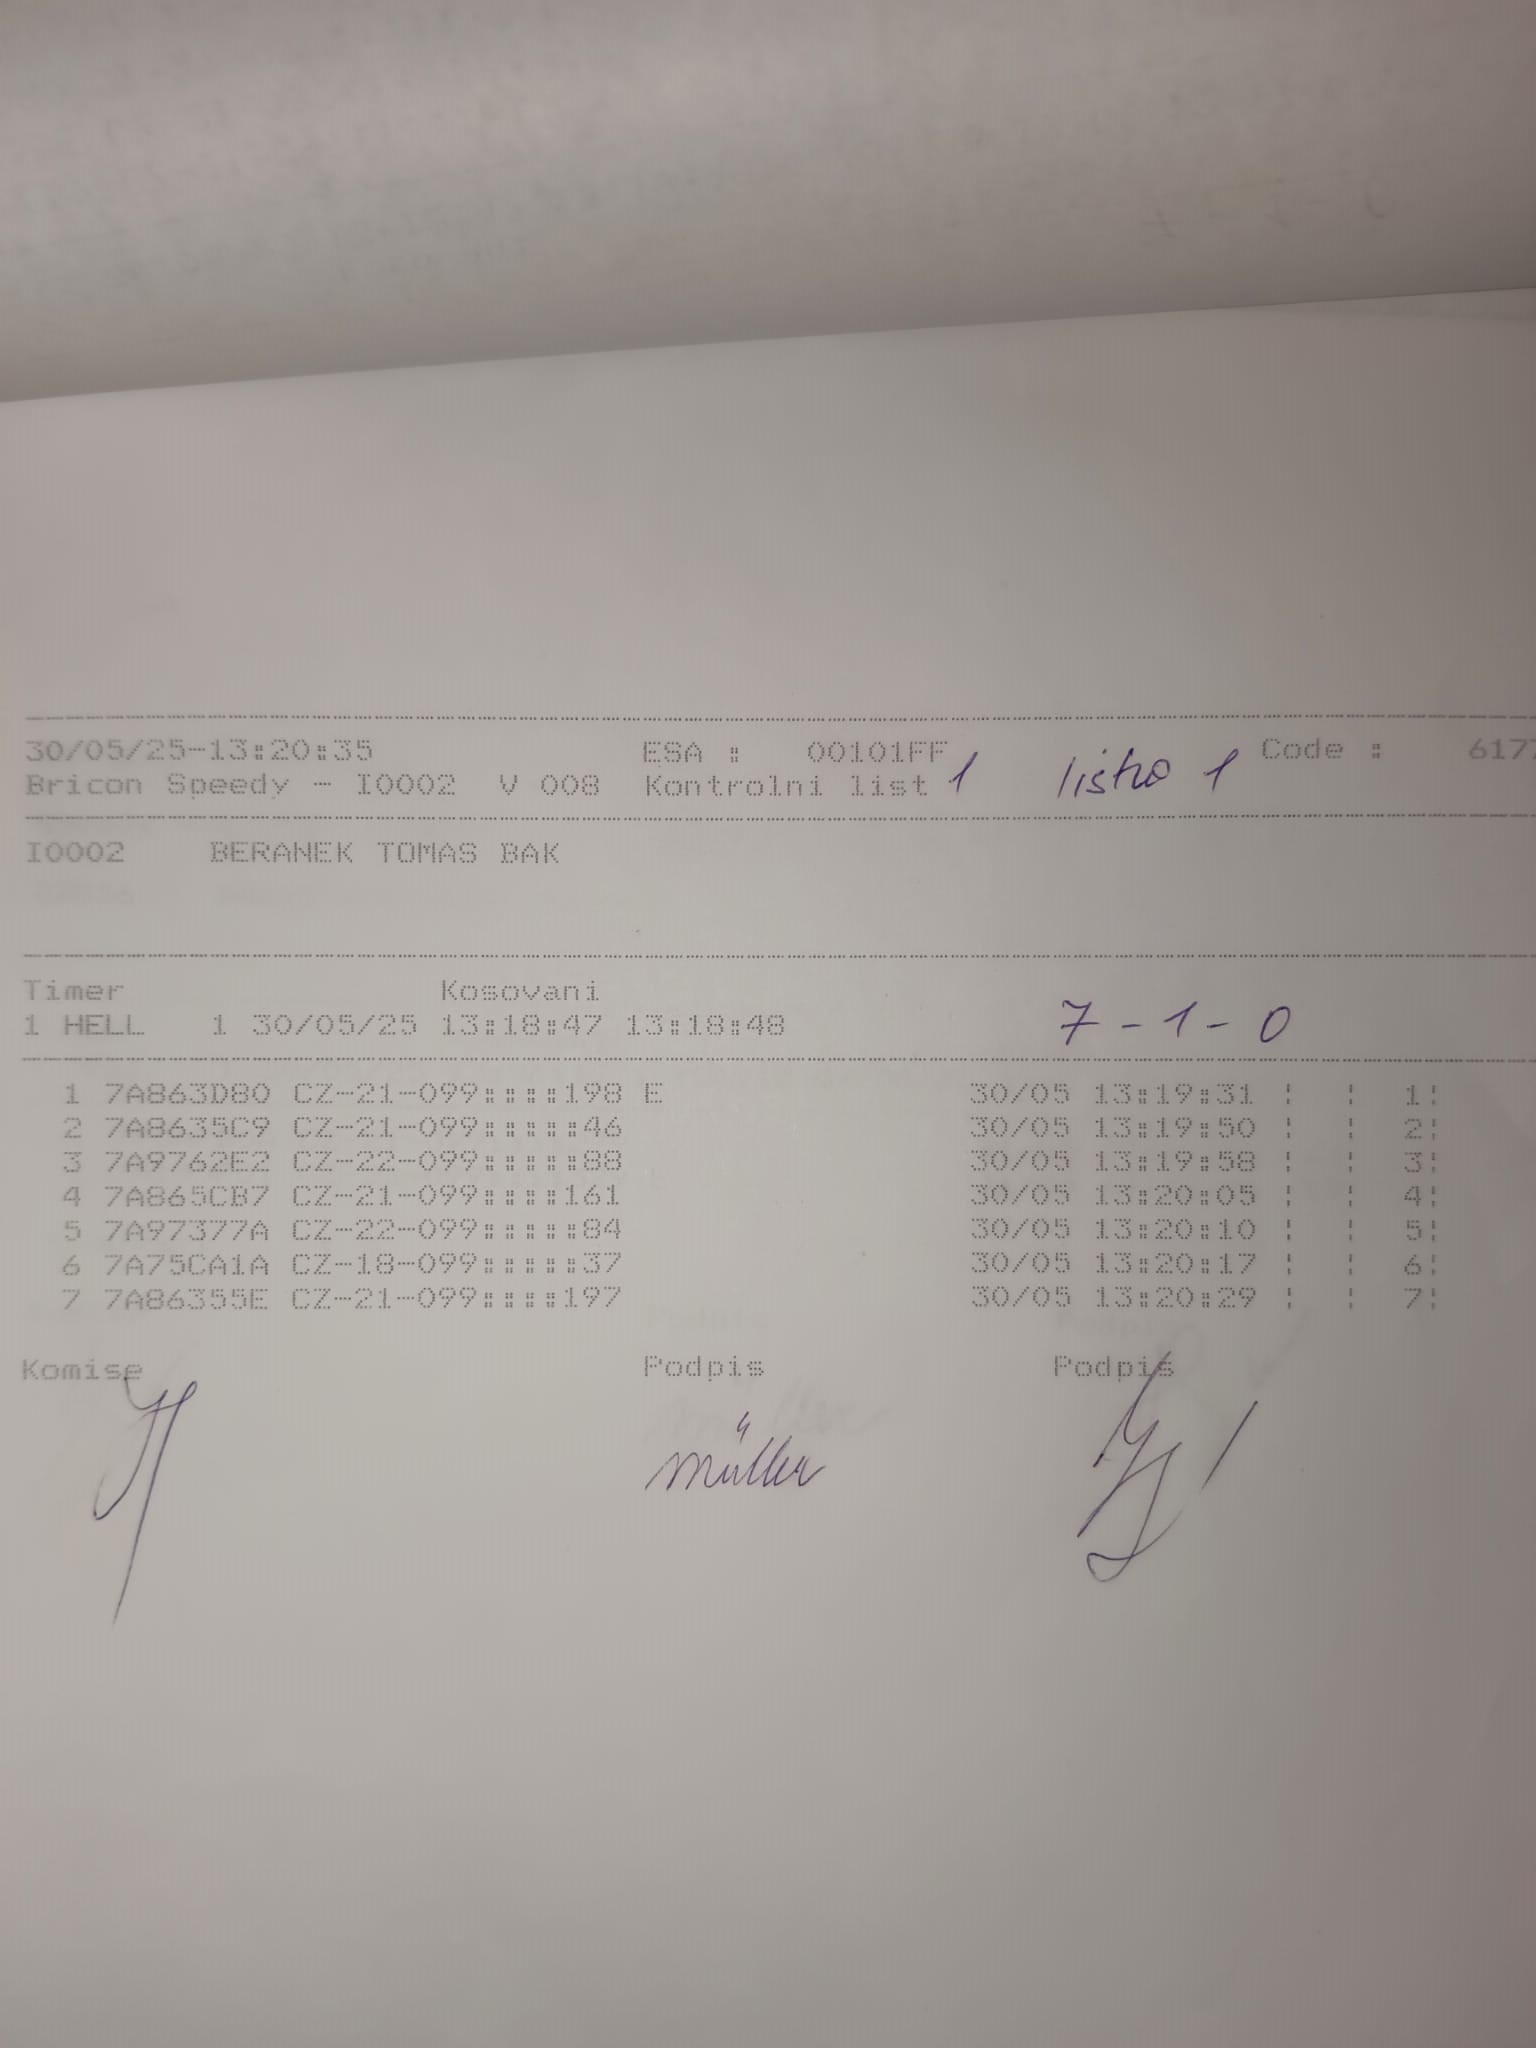 30/05/25-13:20:35 ESA : 00101FF Code : 6177
Bricon Speedy - I0002 V 008 Kontrolni list 1 listko 1
I0002 BERANEK TOMAS BAK
Timer Kosovani
1 HELL 1 30/05/25 13:18:47 13:18:48 7-1-0
1 7A863D80 CZ-21-099:::::198 E 30/05 13:19:31 ¦ ¦ 1¦
2 7A8635C9 CZ-21-099::::::46 30/05 13:19:50 ¦ ¦ 2¦
3 7A9762E2 CZ-22-099::::::88 30/05 13:19:58 ¦ ¦ 3¦
4 7A865CB7 CZ-21-099:::::161 30/05 13:20:05 ¦ ¦ 4¦
5 7A97377A CZ-22-099::::::84 30/05 13:20:10 ¦ ¦ 5¦
6 7A75CA1A CZ-18-099::::::37 30/05 13:20:17 ¦ ¦ 6¦
7 7A86355E CZ-21-099:::::197 30/05 13:20:29 ¦ ¦ 7¦
Komise Podpis Podpis
Müller